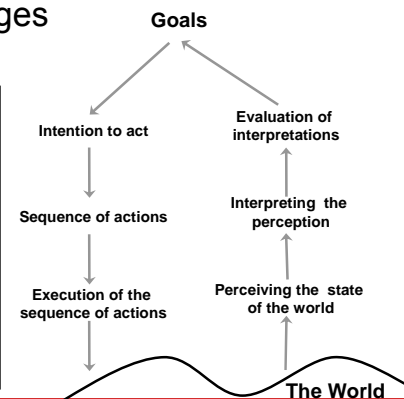 ges
Goals
Intention to act
Sequence of actions
Execution of the
sequence of actions
Evaluation of
interpretations
Interpreting the
perception
Perceiving the state
of the world
The World